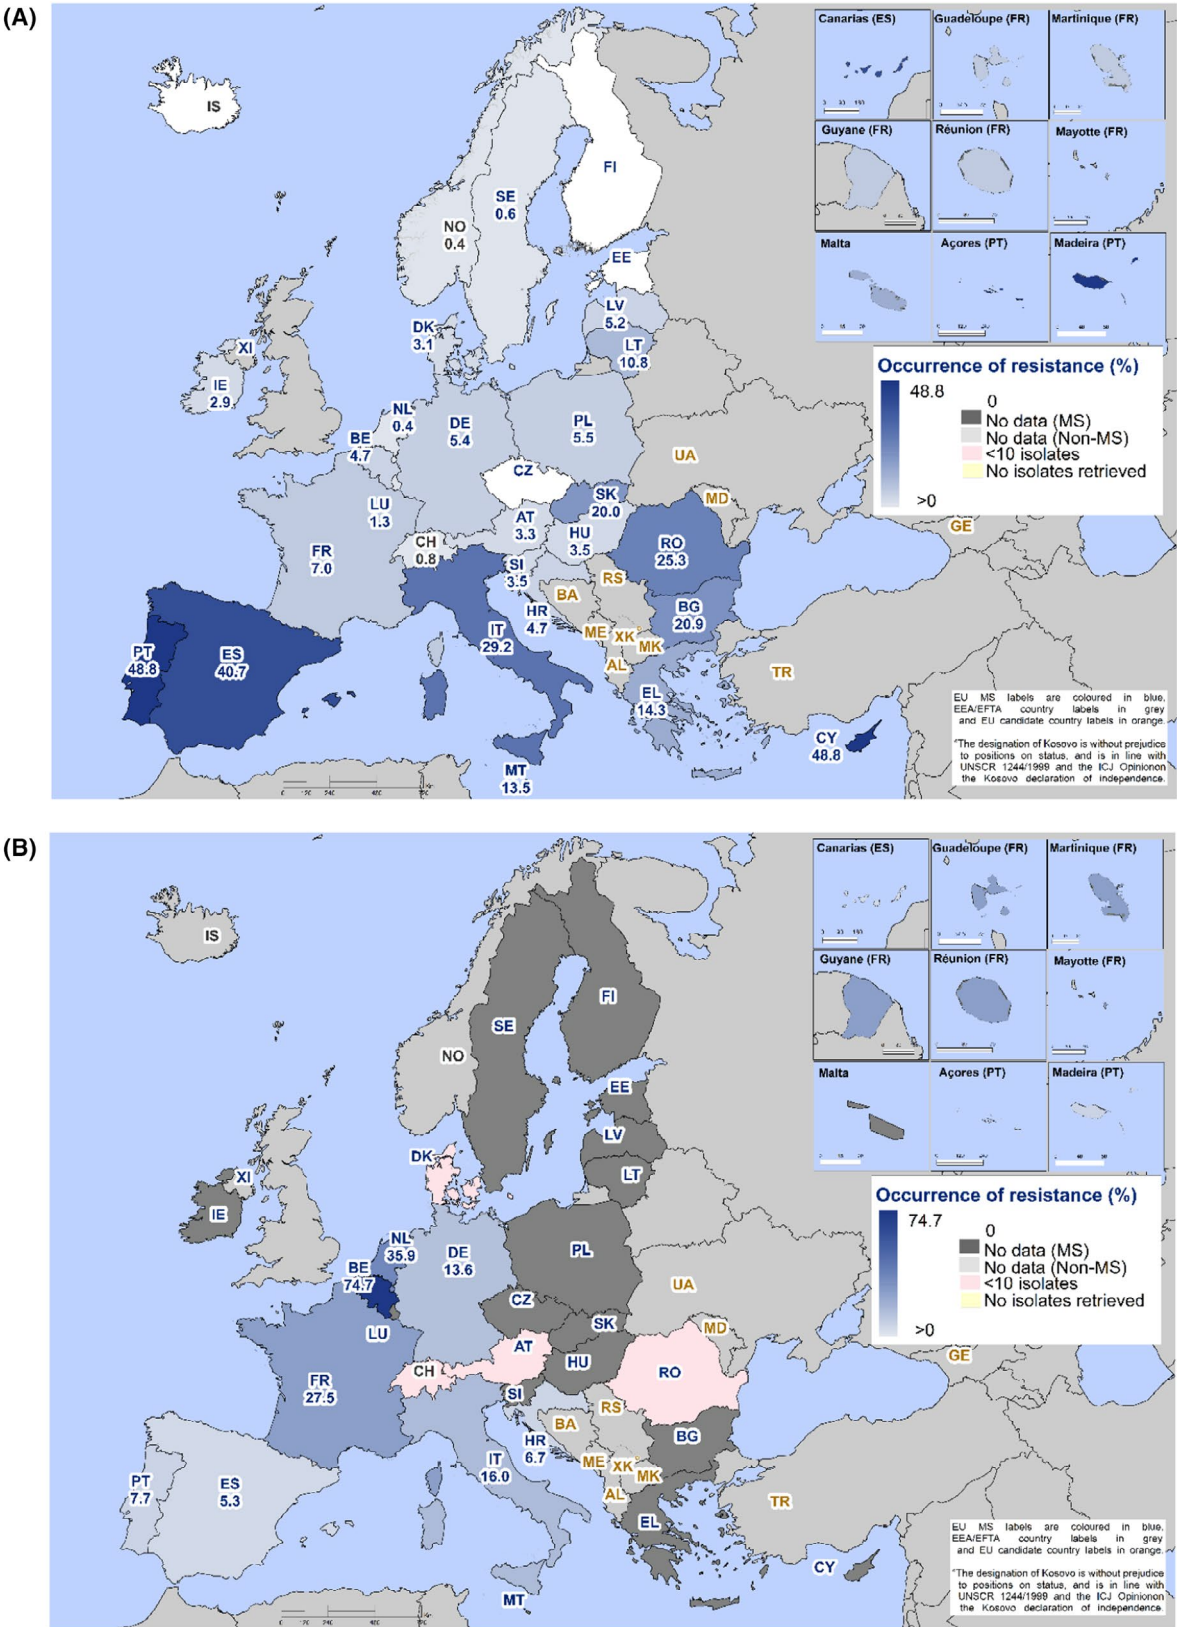 (A)
Canarias (ES)
Guadeloupe (FR)
Martinique (FR)
Guyane (FR)
Réunion (FR)
Mayotte (FR)
Malta
Açores (PT)
Madeira (PT)
IS
FI
SE
0.6
NO
0.4
EE
LV
5.2
DK
3.1
LT
10.8
XI
IE
2.9
NL
0.4
DE
5.4
PL
5.5
BE
4.7
CZ
UA
SK
20.0
MD
LU
1.3
AT
3.3
HU
3.5
GE
CH
0.8
FR
7.0
RO
25.3
SI
3.5
RS
BA
HR
4.7
BG
20.9
IT
29.2
ME
XK*
MK
AL
PT
48.8
ES
40.7
TR
EL
14.3
CY
48.8
MT
13.5
Occurrence of resistance (%)
48.8
0
No data (MS)
No data (Non-MS)
<10 isolates
No isolates retrieved
>0
EU MS labels are coloured in blue,
EEA/EFTA country labels in grey
and EU candidate country labels in orange.
*The designation of Kosovo is without prejudice
to positions on status, and is in line with
UNSCR 1244/1999 and the ICJ Opinionon
the Kosovo declaration of independence.
(B)
Canarias (ES)
Guadeloupe (FR)
Martinique (FR)
Guyane (FR)
Réunion (FR)
Mayotte (FR)
Malta
Açores (PT)
Madeira (PT)
IS
FI
SE
NO
EE
LV
DK
LT
XI
IE
NL
35.9
DE
13.6
PL
BE
74.7
CZ
UA
SK
MD
LU
AT
HU
GE
CH
FR
27.5
RO
SI
RS
BA
HR
6.7
BG
IT
16.0
ME
XK*
MK
AL
PT
7.7
ES
5.3
TR
EL
CY
MT
Occurrence of resistance (%)
74.7
0
No data (MS)
No data (Non-MS)
<10 isolates
No isolates retrieved
>0
EU MS labels are coloured in blue,
EEA/EFTA country labels in grey
and EU candidate country labels in orange.
*The designation of Kosovo is without prejudice
to positions on status, and is in line with
UNSCR 1244/1999 and the ICJ Opinionon
the Kosovo declaration of independence.